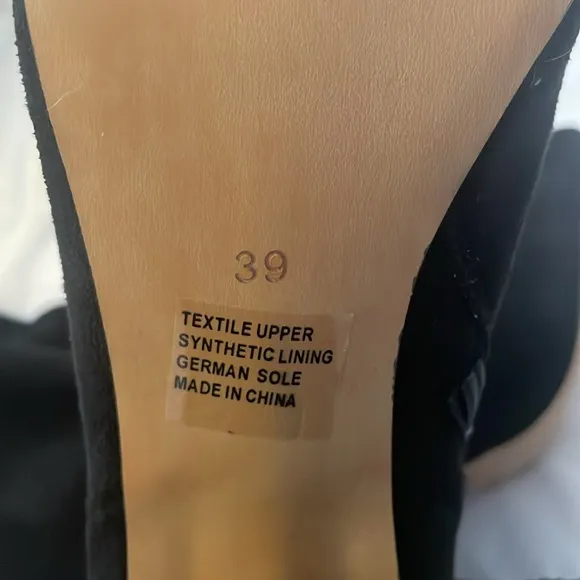 39
TEXTILE UPPER
SYNTHETIC LINING
GERMAN SOLE
MADE IN CHINA